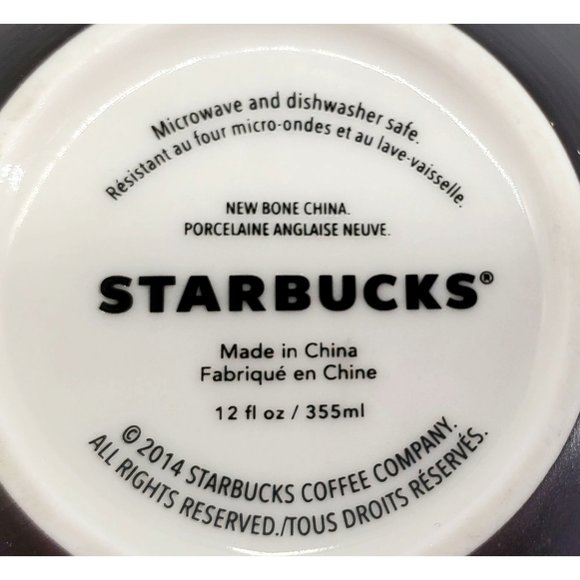 Microwave and dishwasher safe.
Résistant au four micro-ondes et au lave-vaisselle.
NEW BONE CHINA.
PORCELAINE ANGLAISE NEUVE.
STARBUCKS®
Made in China
Fabriqué en Chine
12 fl oz / 355ml
© 2014 STARBUCKS COFFEE COMPANY.
ALL RIGHTS RESERVED./TOUS DROITS RÉSERVÉS.